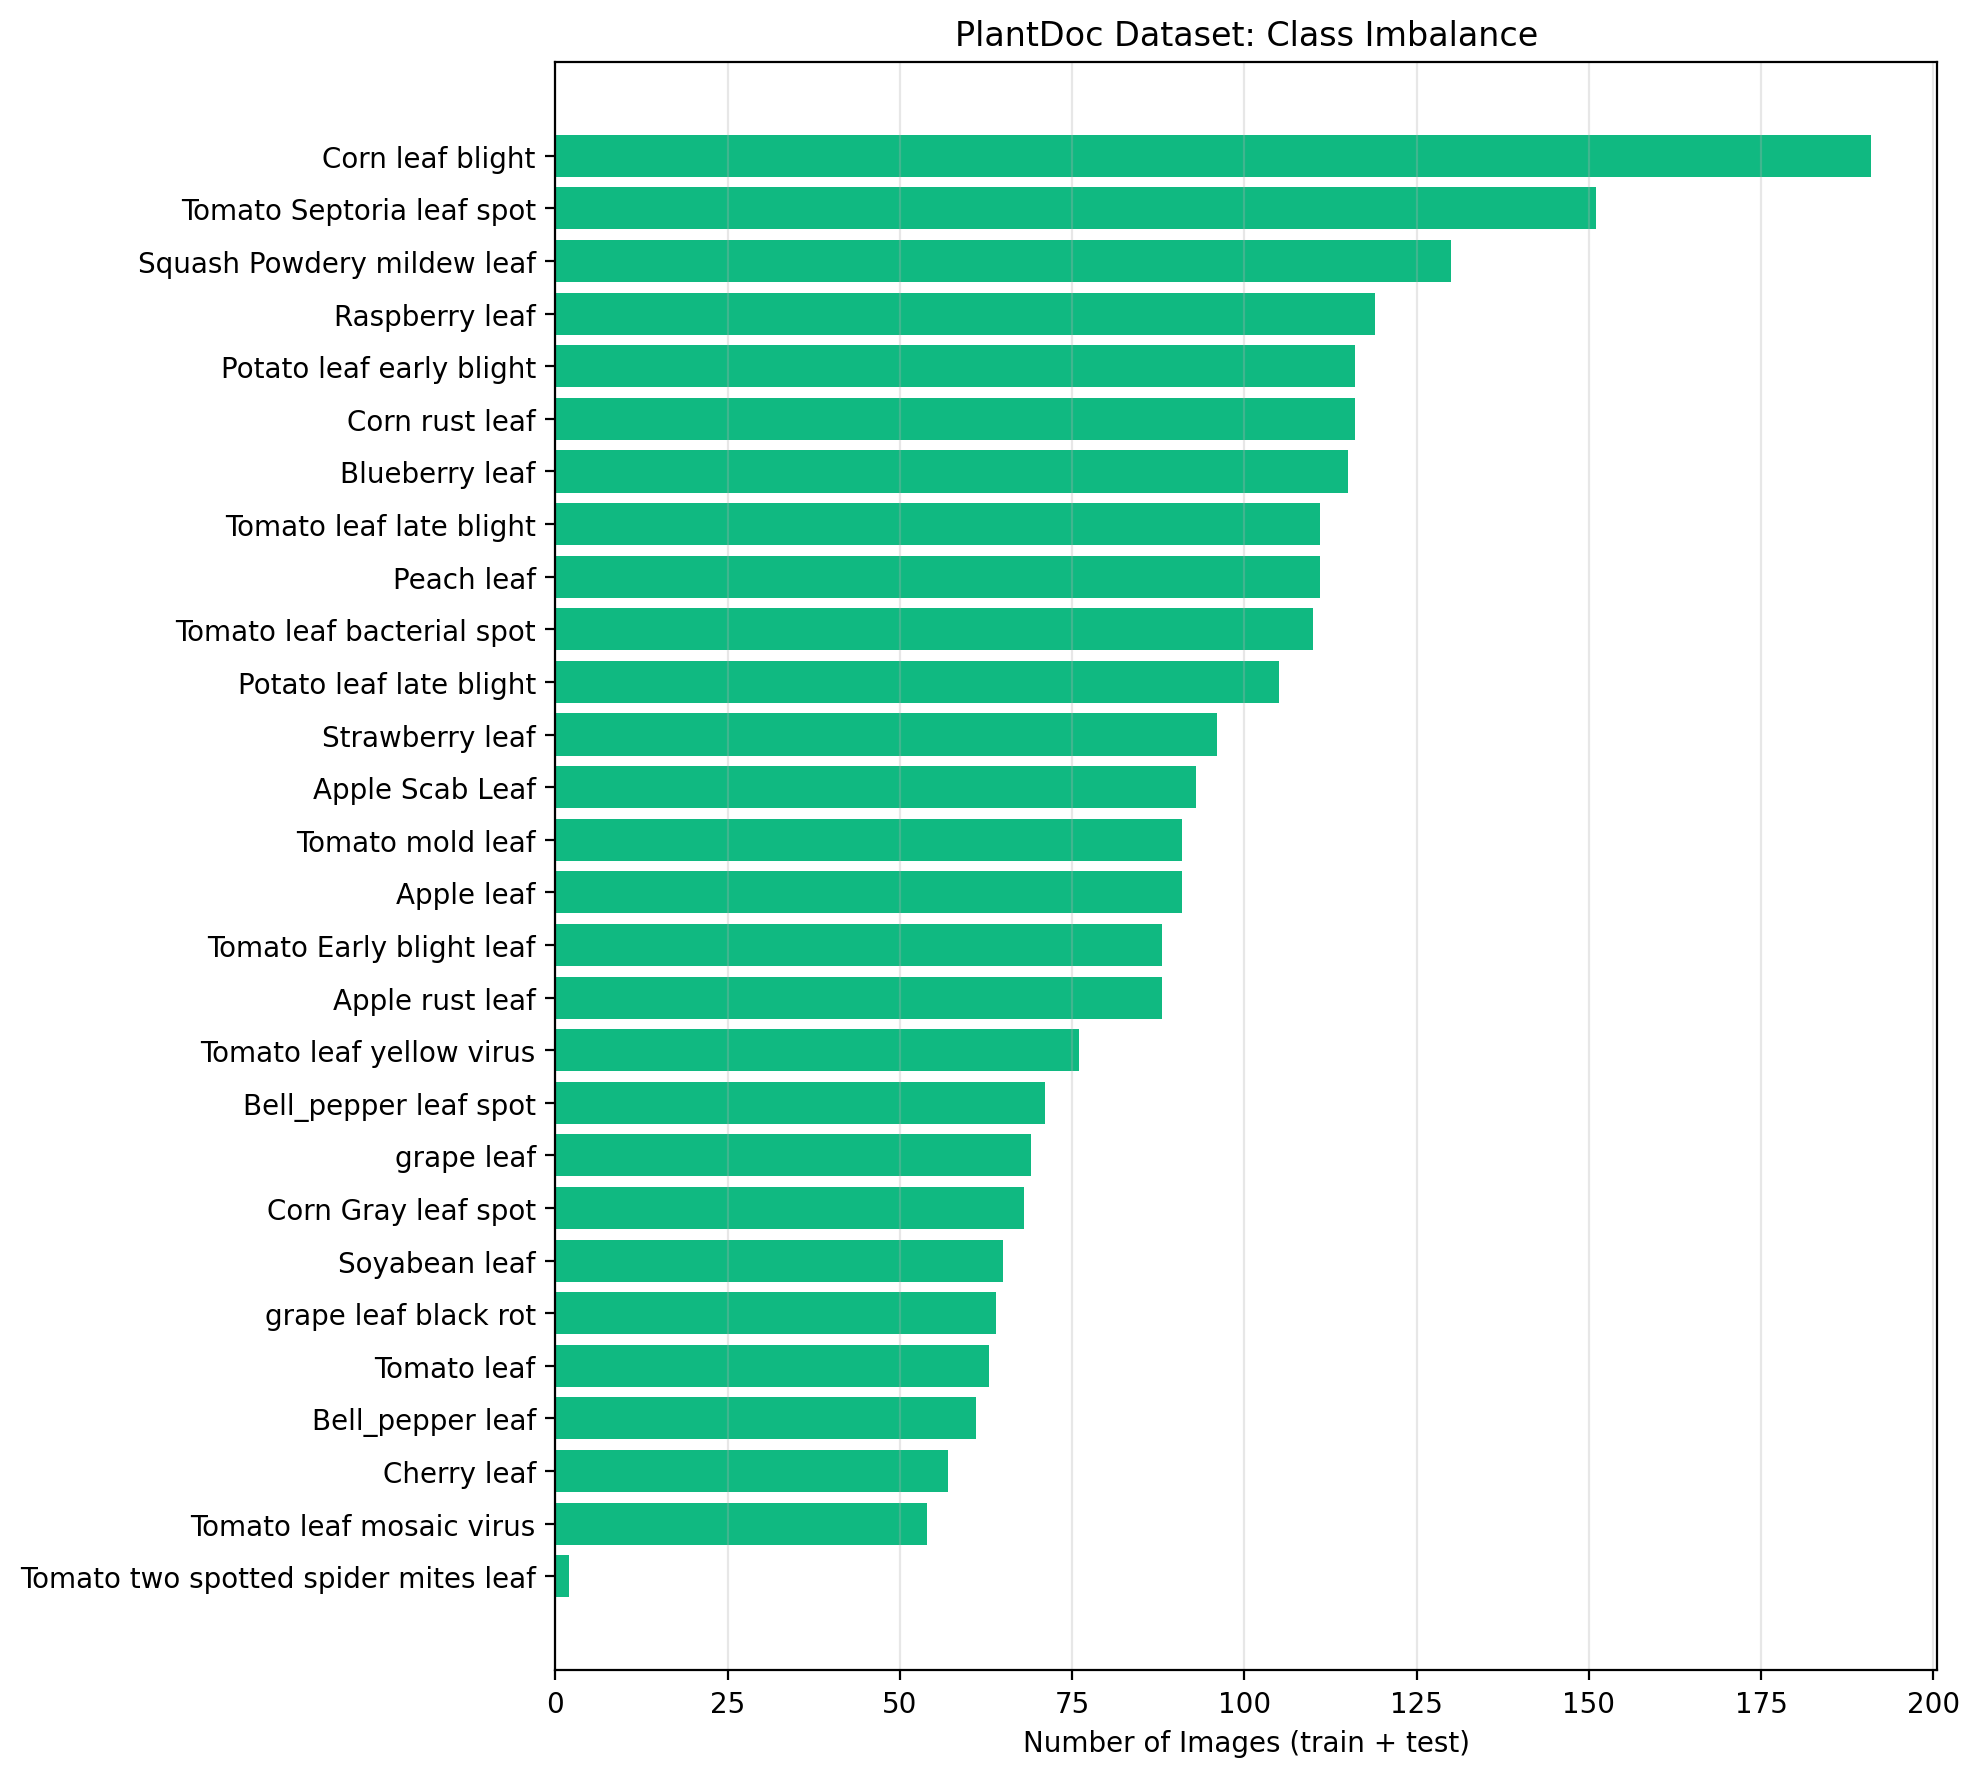 PlantDoc Dataset: Class Imbalance
Corn leaf blight
Tomato Septoria leaf spot
Squash Powdery mildew leaf
Raspberry leaf
Potato leaf early blight
Corn rust leaf
Blueberry leaf
Tomato leaf late blight
Peach leaf
Tomato leaf bacterial spot
Potato leaf late blight
Strawberry leaf
Apple Scab Leaf
Tomato mold leaf
Apple leaf
Tomato Early blight leaf
Apple rust leaf
Tomato leaf yellow virus
Bell_pepper leaf spot
grape leaf
Corn Gray leaf spot
Soyabean leaf
grape leaf black rot
Tomato leaf
Bell_pepper leaf
Cherry leaf
Tomato leaf mosaic virus
Tomato two spotted spider mites leaf
0 25 50 75 100 125 150 175 200
Number of Images (train + test)